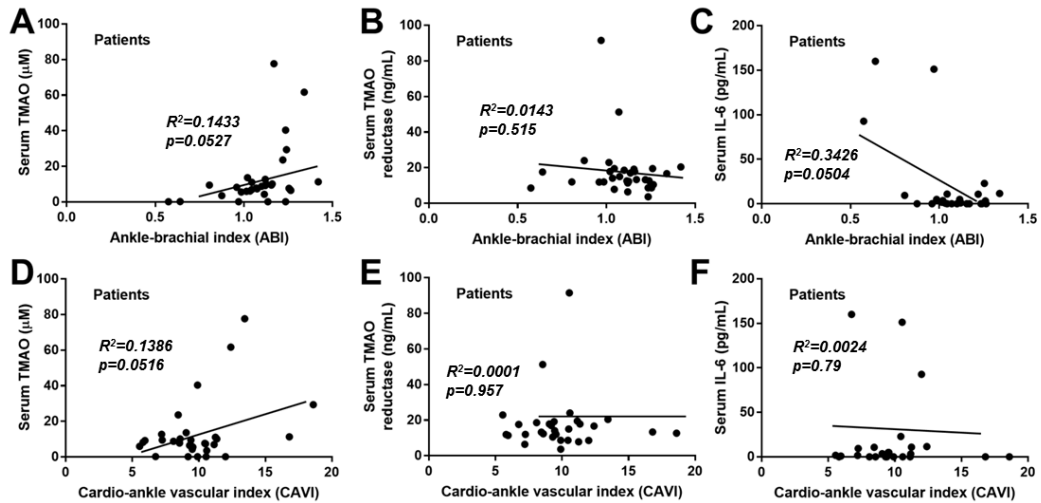 A
Patients
Serum TMAO (μM)
100
80
60
40
20
0
R²=0.1433
p=0.0527
0.0 0.5 1.0 1.5
Ankle-brachial index (ABI)
B
Patients
Serum TMAO
reductase (ng/mL)
100
80
60
40
20
0
R²=0.0143
p=0.515
0.0 0.5 1.0 1.5
Ankle-brachial index (ABI)
C
Patients
Serum IL-6 (pg/mL)
200
150
100
50
0
R²=0.3426
p=0.0504
0.0 0.5 1.0 1.5
Ankle-brachial index (ABI)
D
Patients
Serum TMAO (μM)
100
80
60
40
20
0
R²=0.1386
p=0.0516
0 5 10 15 20
Cardio-ankle vascular index (CAVI)
E
Patients
Serum TMAO
reductase (ng/mL)
100
80
60
40
20
0
R²=0.0001
p=0.957
0 5 10 15 20
Cardio-ankle vascular index (CAVI)
F
Patients
Serum IL-6 (pg/mL)
200
150
100
50
0
R²=0.0024
p=0.79
0 5 10 15 20
Cardio-ankle vascular index (CAVI)